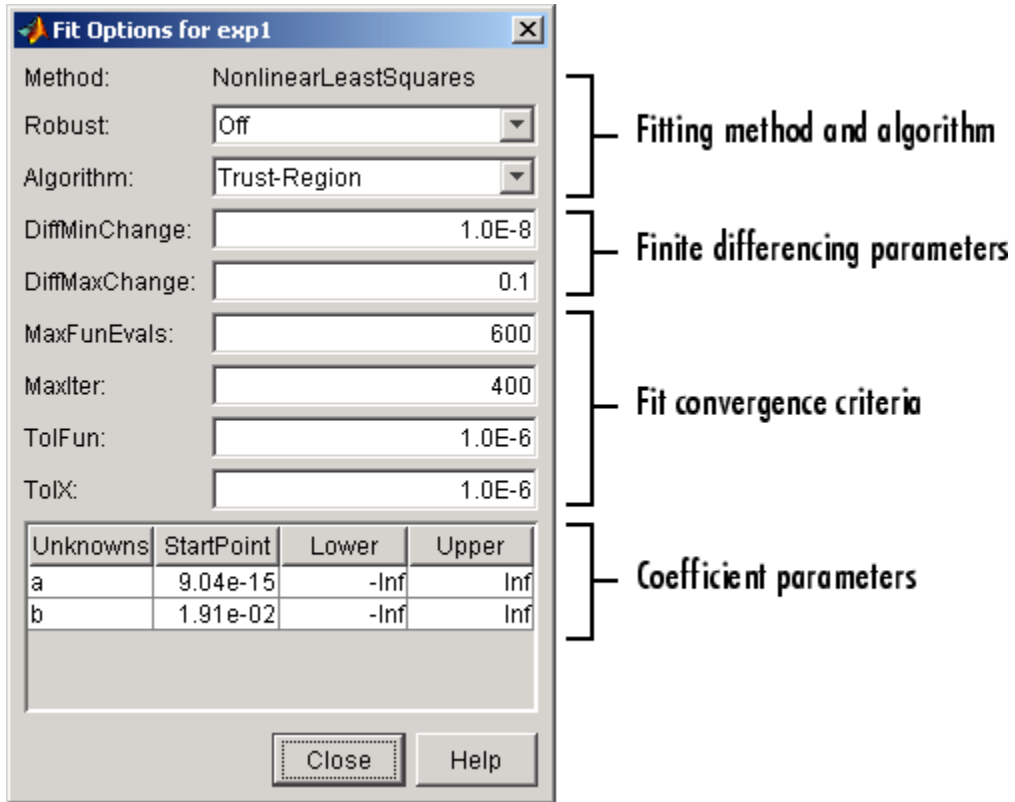 Fit Options for exp1
Method: NonlinearLeastSquares
Robust: Off
Algorithm: Trust-Region
Fitting method and algorithm
DiffMinChange: 1.0E-8
DiffMaxChange: 0.1
Finite differencing parameters
MaxFunEvals: 600
MaxIter: 400
TolFun: 1.0E-6
TolX: 1.0E-6
Fit convergence criteria
Unknowns StartPoint Lower Upper
a 9.04e-15 -Inf Inf
b 1.91e-02 -Inf Inf
Coefficient parameters
Close Help